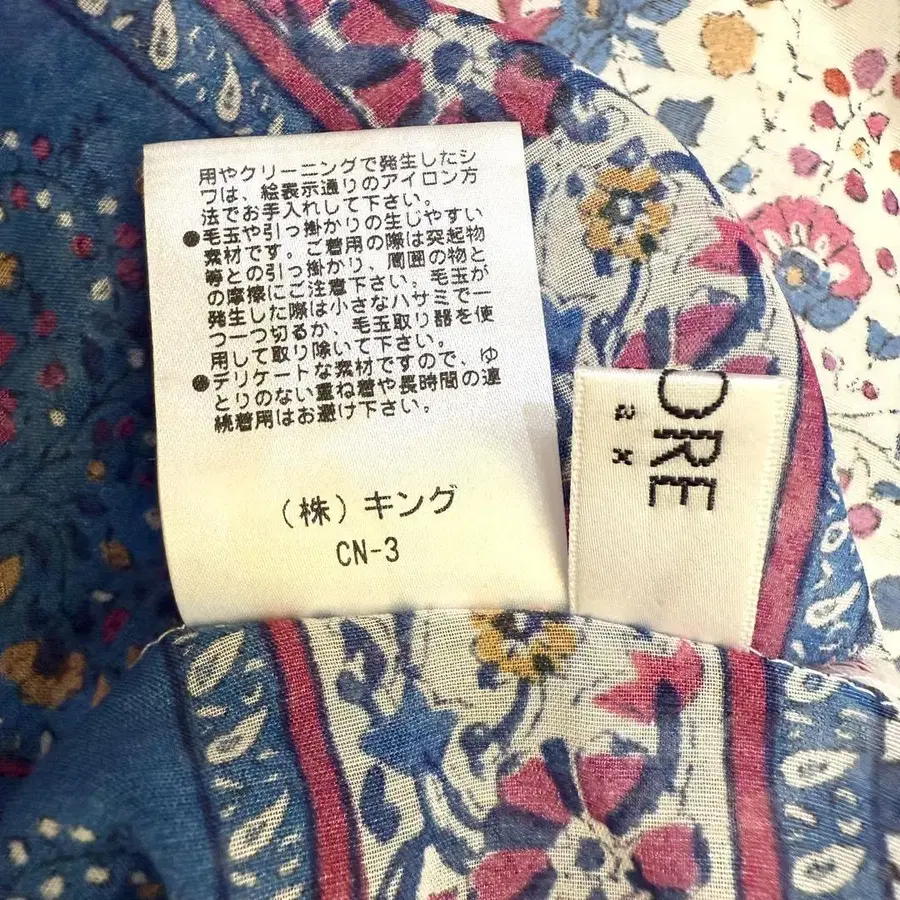 用やクリーニングで発生したシ
ワは、絵表示通りのアイロン方
法でお手入れして下さい。
●毛玉や引っ掛かりの生じやすい
素材です。ご着用の際は突起物
等との引っ掛かり、周囲の物と
の摩擦にご注意下さい。毛玉が
発生した際は小さなハサミで一
つ一つ切るか、毛玉取り器を使
用して取り除いて下さい。
●デリケートな素材ですので、ゆ
とりのない重ね着や長時間の連
続着用はお避け下さい。
（株）キング
CN-3
ORE
ax